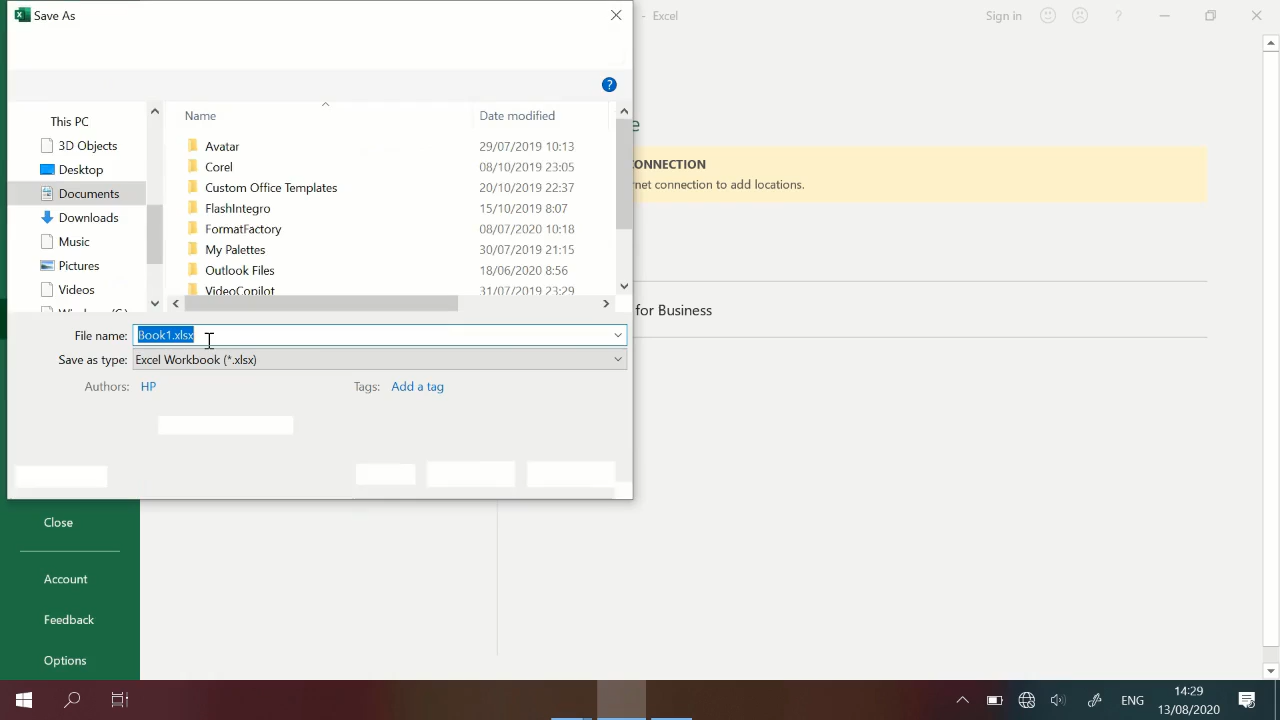 Save As
- Excel
Sign in
?
?
Name
Date modified
This PC
3D Objects
Desktop
Documents
Downloads
Music
Pictures
Videos
Avatar 29/07/2019 10:13
Corel 08/10/2019 23:05
Custom Office Templates 20/10/2019 22:37
FlashIntegro 15/10/2019 8:07
FormatFactory 08/07/2020 10:18
My Palettes 30/07/2019 21:15
Outlook Files 18/06/2020 8:56
VideoCopilot 31/07/2019 23:29
e
ONNECTION
rnet connection to add locations.
for Business
File name: Book1.xlsx
Save as type: Excel Workbook (*.xlsx)
Authors: HP
Tags: Add a tag
Close
Account
Feedback
Options
ENG
14:29
13/08/2020